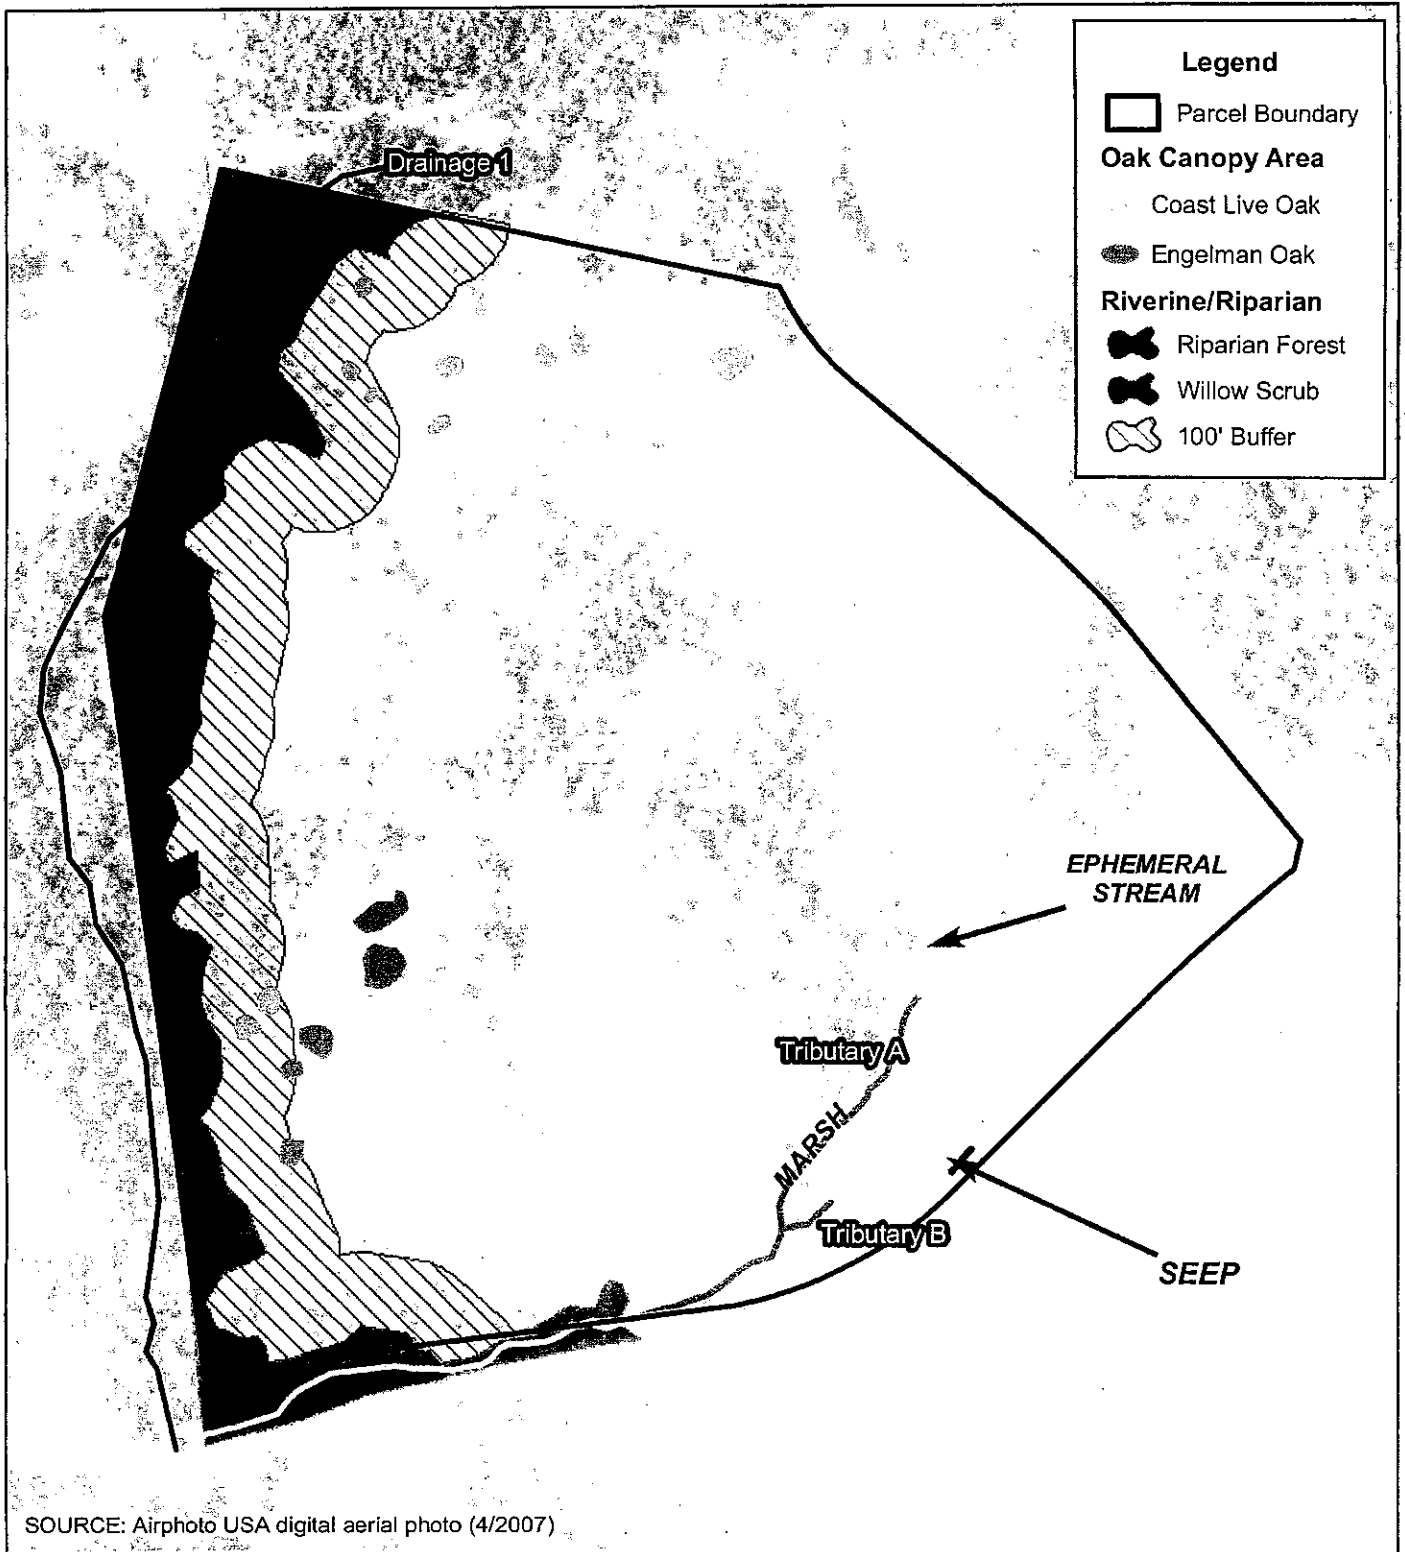 Legend
Parcel Boundary
Oak Canopy Area
Coast Live Oak
Engelman Oak
Riverine/Riparian
Riparian Forest
Willow Scrub
100' Buffer
Drainage 1
EPHEMERAL
STREAM
Tributary A
MARSH
Tributary B
SEEP
SOURCE: Airphoto USA digital aerial photo (4/2007)